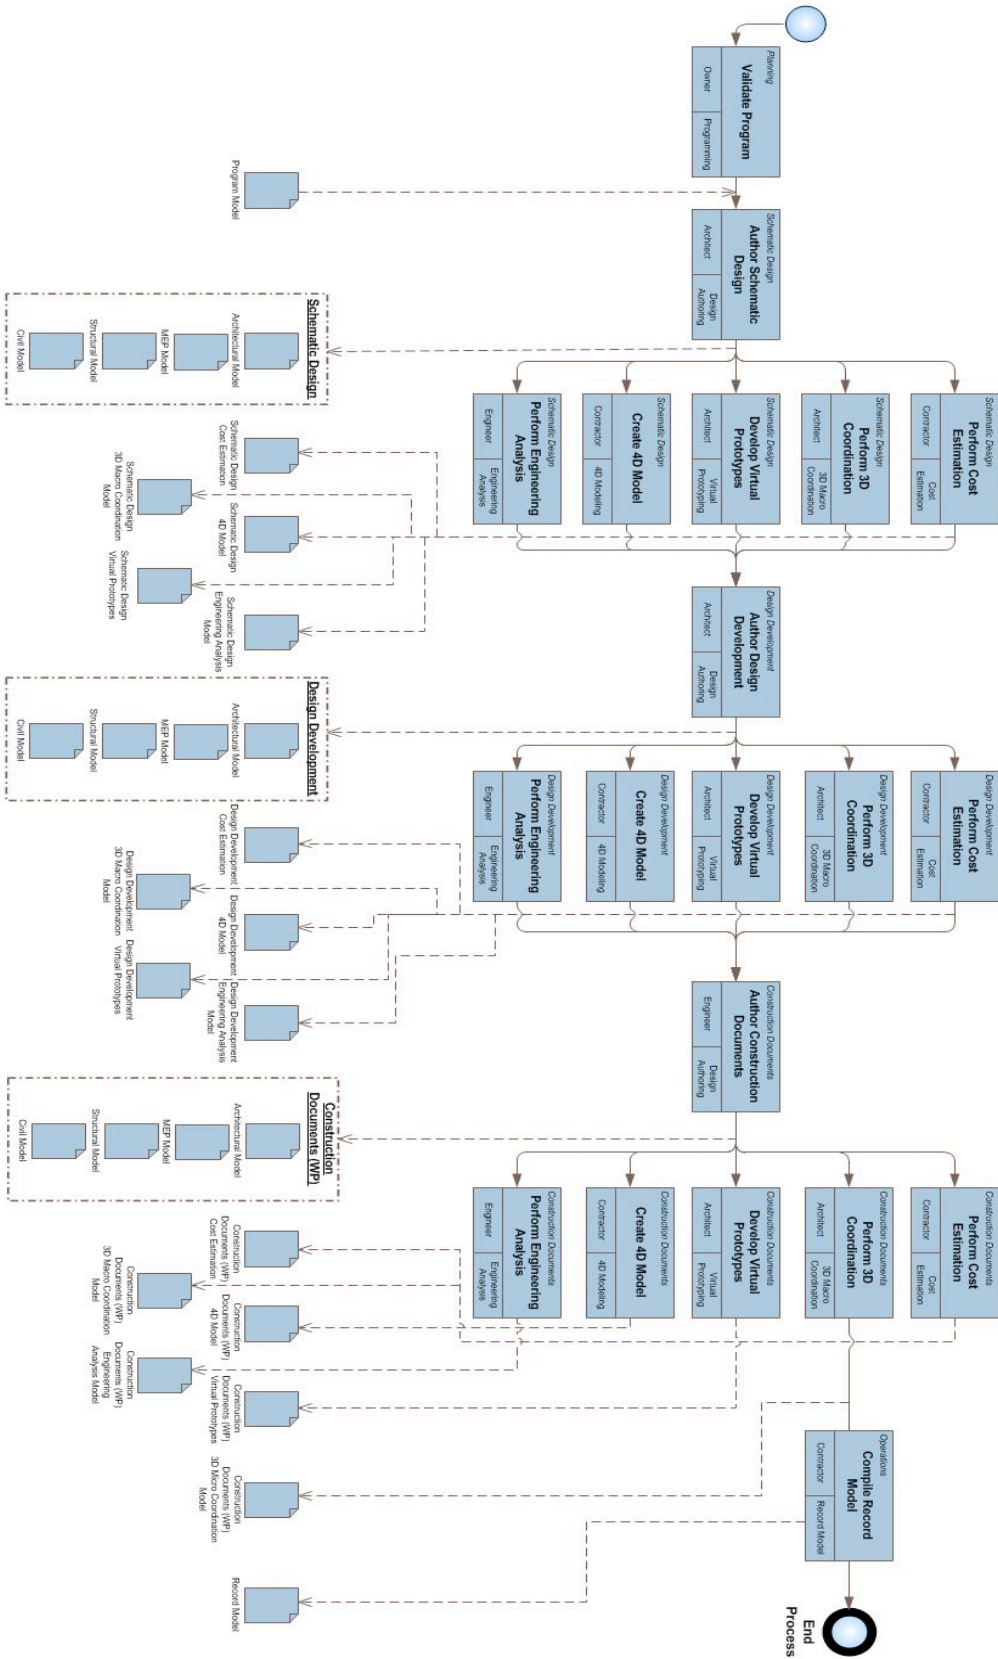 Planning
Validate Program
Owner
Programming
Program Model
Schematic Design
Author Schematic
Design
Architect
Design
Authoring
Schematic Design
Perform Cost
Estimation
Contractor
Cost
Estimation
Schematic Design
Perform 3D
Coordination
Architect
3D Macro
Coordination
Schematic Design
Develop Virtual
Prototypes
Architect
Virtual
Prototyping
Schematic Design
Create 4D Model
Contractor
4D Modeling
Schematic Design
Perform Engineering
Analysis
Engineer
Engineering
Analysis
Schematic Design
Architectural Model
MEP Model
Structural Model
Civil Model
Schematic Design
Cost Estimation
Schematic Design
3D Macro Coordination
Model
Schematic Design
4D Model
Schematic Design
Virtual Prototypes
Schematic Design
Engineering Analysis
Model
Design Development
Author Design
Development
Architect
Design
Authoring
Design Development
Perform Cost
Estimation
Contractor
Cost
Estimation
Design Development
Perform 3D
Coordination
Architect
3D Macro
Coordination
Design Development
Develop Virtual
Prototypes
Architect
Virtual
Prototyping
Design Development
Create 4D Model
Contractor
4D Modeling
Design Development
Perform Engineering
Analysis
Engineer
Engineering
Analysis
Design Development
Architectural Model
MEP Model
Structural Model
Civil Model
Design Development
Cost Estimation
Design Development
3D Macro Coordination
Model
Design Development
4D Model
Design Development
Virtual Prototypes
Design Development
Engineering Analysis
Model
Construction Documents
Author Construction
Documents
Engineer
Design
Authoring
Construction Documents
Perform Cost
Estimation
Contractor
Cost
Estimation
Construction Documents
Perform 3D
Coordination
Architect
3D Macro
Coordination
Construction Documents
Develop Virtual
Prototypes
Architect
Virtual
Prototyping
Construction Documents
Create 4D Model
Contractor
4D Modeling
Construction Documents
Perform Engineering
Analysis
Engineer
Engineering
Analysis
Construction
Documents (WP)
Architectural Model
MEP Model
Structural Model
Civil Model
Construction
Documents (WP)
Cost Estimation
Construction
Documents (WP)
3D Macro Coordination
Model
Construction
Documents (WP)
4D Model
Construction
Documents (WP)
Engineering
Analysis Model
Construction
Documents (WP)
Virtual Prototypes
Construction
Documents (WP)
3D Micro Coordination
Model
Operations
Compile Record
Model
Contractor
Record Model
Record Model
End
Process